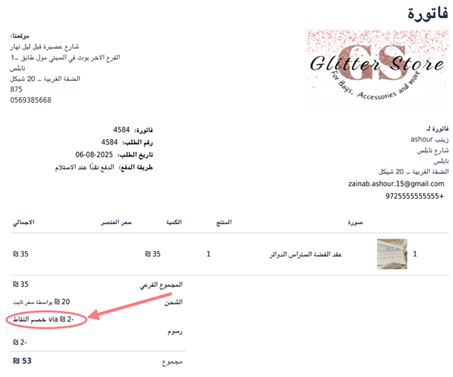 فاتورة
GS
Glitter Store
For Bags, Accessories and more
موقعنا:
شارع عصيرة قبل ليل نهار
الفرع الاخر بوت في السيتي مول طابق –1
نابلس
الضفة الغربية – 20 شيكل
875
0569385668
فاتورة لـ
زينب ashour
شارع نابلس
نابلس
الضفة الغربية – 20 شيكل
zainab.ashour.15@gmail.com
+9725555555555
فاتورة: 4584
رقم الطلب: 4584
تاريخ الطلب: 06-08-2025
طريقة الدفع: الدفع نقدًا عند الاستلام
صورة المنتج الكمية سعر العنصر الاجمالي
1 عقد الفضة الستراس الدوائر 1 35 ₪ 35 ₪
المجموع الفرعي 35 ₪
الشحن 20 ₪ بواسطة سعر ثابت
-2 ₪ via خصم النقاط
رسوم
-2 ₪
مجموع 53 ₪